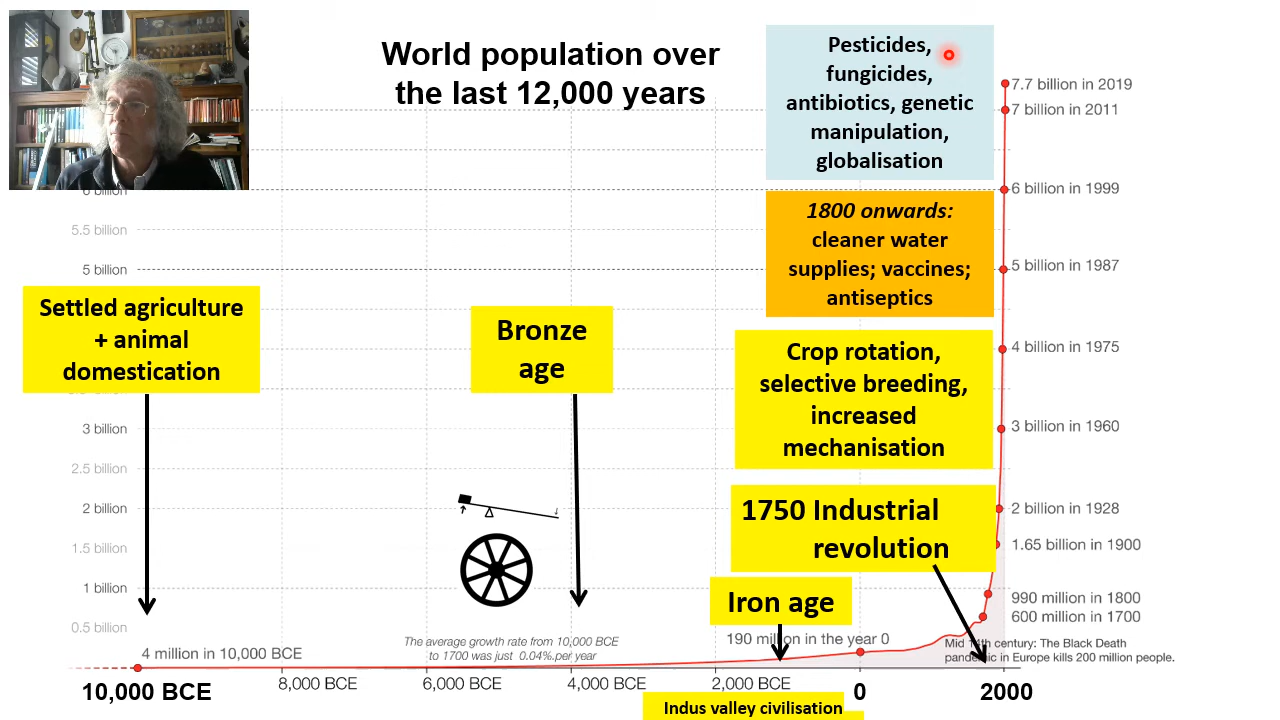 World population over
the last 12,000 years
Pesticides,
fungicides,
antibiotics, genetic
manipulation,
globalisation
7.7 billion in 2019
7 billion in 2011
6 billion
6 billion in 1999
1800 onwards:
cleaner water
supplies; vaccines;
antiseptics
5.5 billion
5 billion
5 billion in 1987
Settled agriculture
+ animal
domestication
Bronze
age
Crop rotation,
selective breeding,
increased
mechanisation
4 billion in 1975
3 billion
3 billion in 1960
2.5 billion
2 billion
2 billion in 1928
1750 Industrial
revolution
1.5 billion
1.65 billion in 1900
1 billion
990 million in 1800
Iron age
600 million in 1700
0.5 billion
190 million in the year 0
The average growth rate from 10,000 BCE
to 1700 was just 0.04% per year
Mid 14th century: The Black Death
pandemic in Europe kills 200 million people.
4 million in 10,000 BCE
10,000 BCE
8,000 BCE
6,000 BCE
4,000 BCE
2,000 BCE
0
2000
Indus valley civilisation